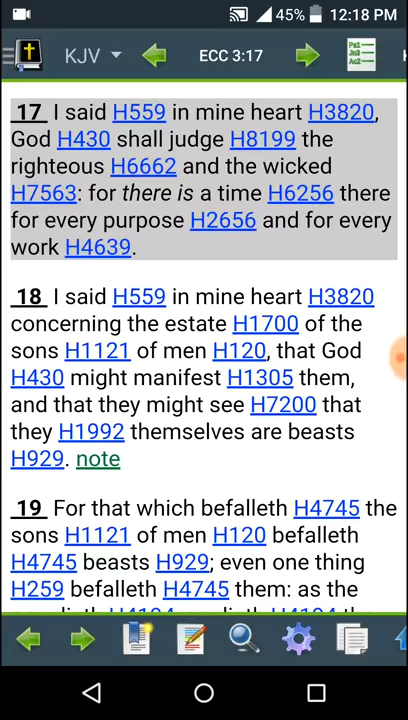 45% 12:18 PM
KJV ECC 3:17
17 I said H559 in mine heart H3820,
God H430 shall judge H8199 the
righteous H6662 and the wicked
H7563: for there is a time H6256 there
for every purpose H2656 and for every
work H4639.
18 I said H559 in mine heart H3820
concerning the estate H1700 of the
sons H1121 of men H120, that God
H430 might manifest H1305 them,
and that they might see H7200 that
they H1992 themselves are beasts
H929. note
19 For that which befalleth H4745 the
sons H1121 of men H120 befalleth
H4745 beasts H929; even one thing
H259 befalleth H4745 them: as the